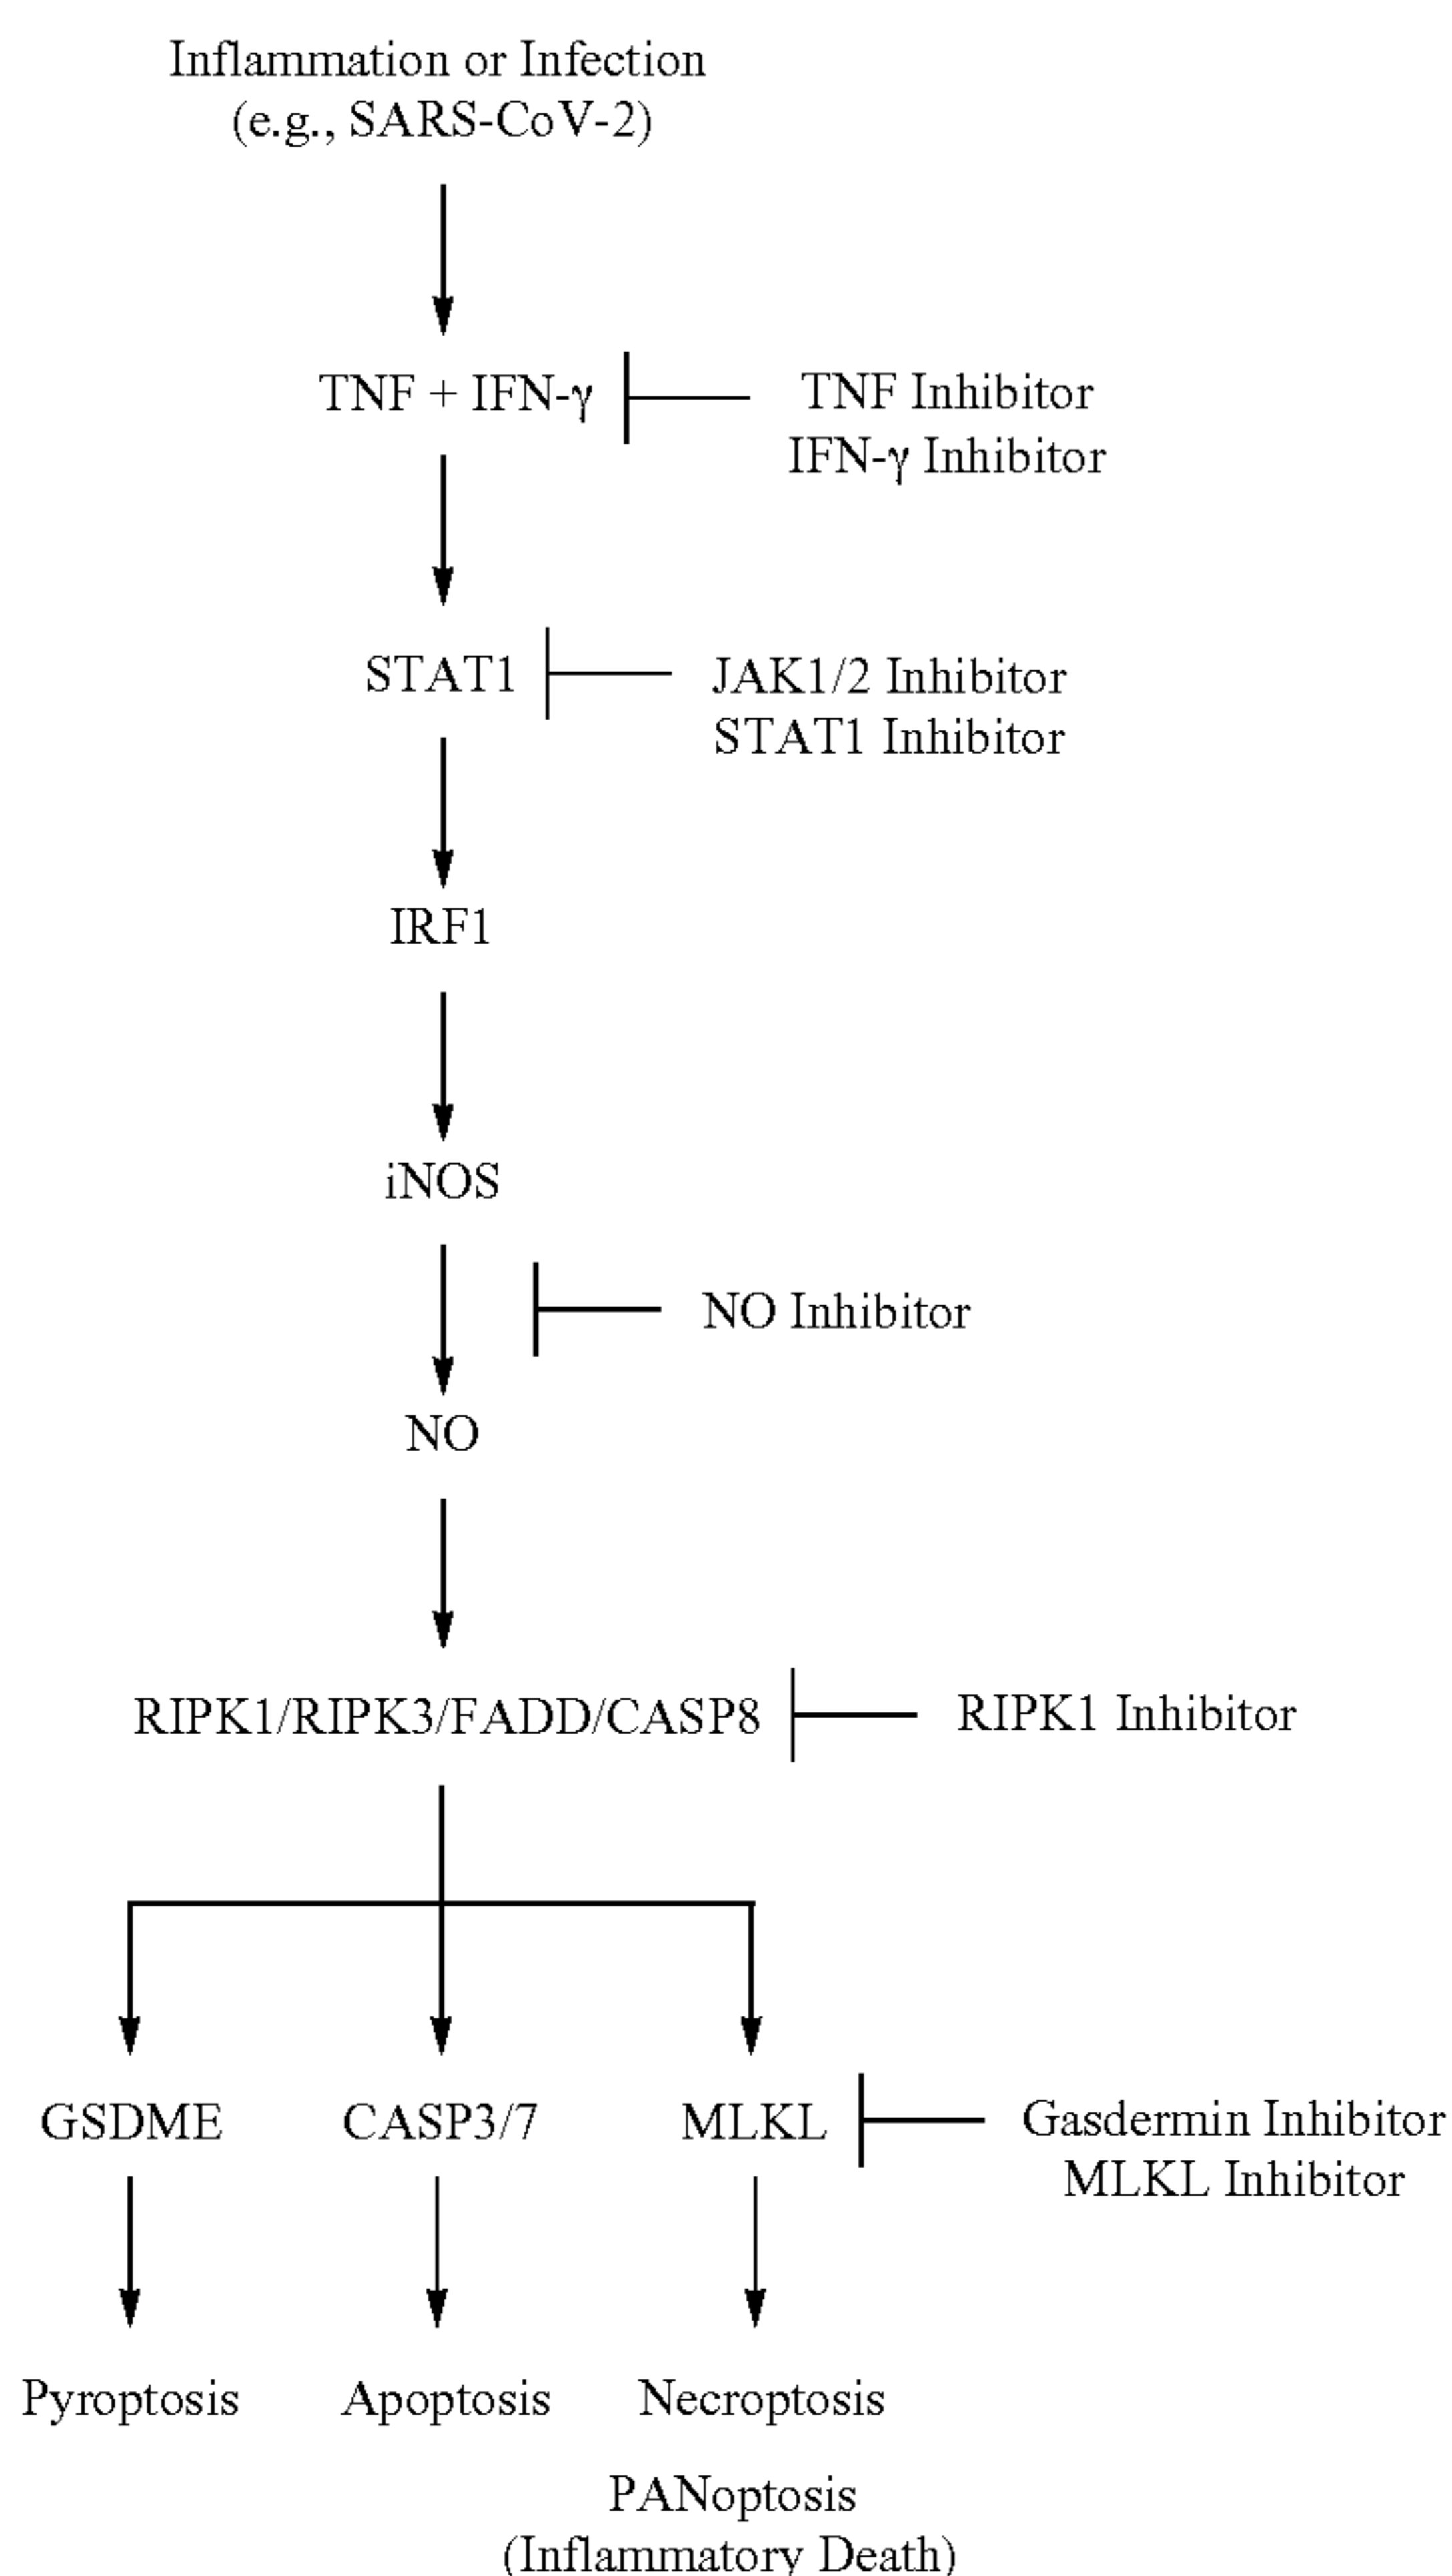 Inflammation or Infection
(e.g., SARS-CoV-2)
TNF + IFN-γ
TNF Inhibitor
IFN-γ Inhibitor
STAT1
JAK1/2 Inhibitor
STAT1 Inhibitor
IRF1
iNOS
NO Inhibitor
NO
RIPK1/RIPK3/FADD/CASP8
RIPK1 Inhibitor
GSDME
CASP3/7
MLKL
Gasdermin Inhibitor
MLKL Inhibitor
Pyroptosis
Apoptosis
Necroptosis
PANoptosis
(Inflammatory Death)